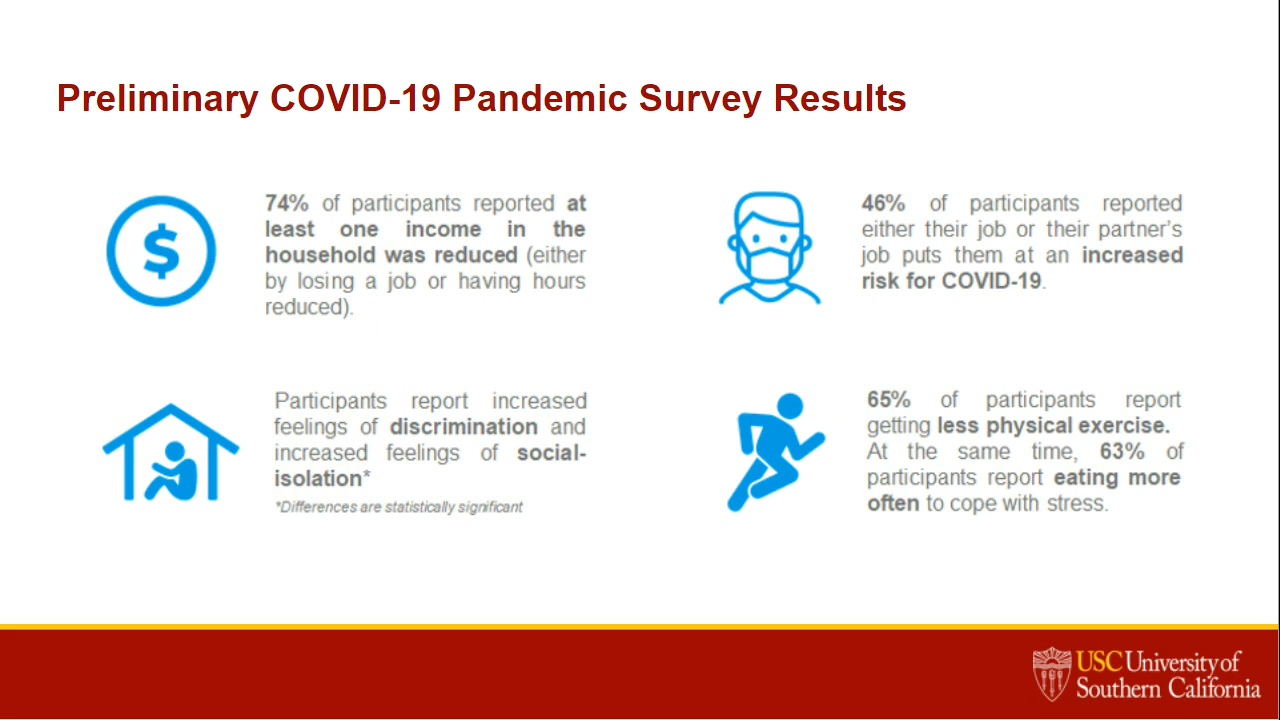 Preliminary COVID-19 Pandemic Survey Results
$
74% of participants reported at
least one income in the
household was reduced (either
by losing a job or having hours
reduced).
46% of participants reported
either their job or their partner's
job puts them at an increased
risk for COVID-19.
Participants report increased
feelings of discrimination and
increased feelings of social-
isolation*
*Differences are statistically significant
65% of participants report
getting less physical exercise.
At the same time, 63% of
participants report eating more
often to cope with stress.
USC University of
Southern California